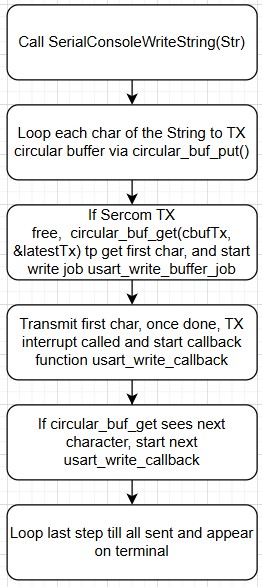 Call SerialConsoleWriteString(Str)
Loop each char of the String to TX
circular buffer via circular_buf_put()
If Sercom TX
free,  circular_buf_get(cbufTx,
&latestTx) tp get first char, and start
write job usart_write_buffer_job
Transmit first char, once done, TX
interrupt called and start callback
function usart_write_callback
If circular_buf_get sees next
character, start next
usart_write_callback
Loop last step till all sent and appear
on terminal